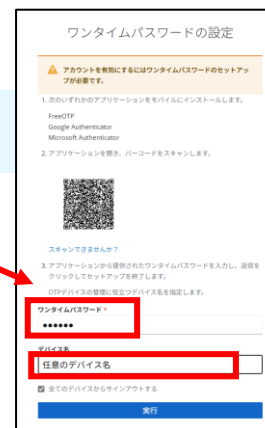 ワンタイムパスワードの設定
アカウントを有効にするにはワンタイムパスワードのセットアッ
プが必要です。
1. 次のいずれかのアプリケーションをモバイルにインストールします。
FreeOTP
Google Authenticator
Microsoft Authenticator
2. アプリケーションを開き、バーコードをスキャンします。
スキャンできませんか？
3. アプリケーションから提供されたワンタイムパスワードを入力し、送信を
クリックしてセットアップを終了します。
OTPデバイスの管理に役立つデバイス名を指定します。
ワンタイムパスワード *
●●●●●●
デバイス名
任意のデバイス名
全てのデバイスからサインアウトする
実行